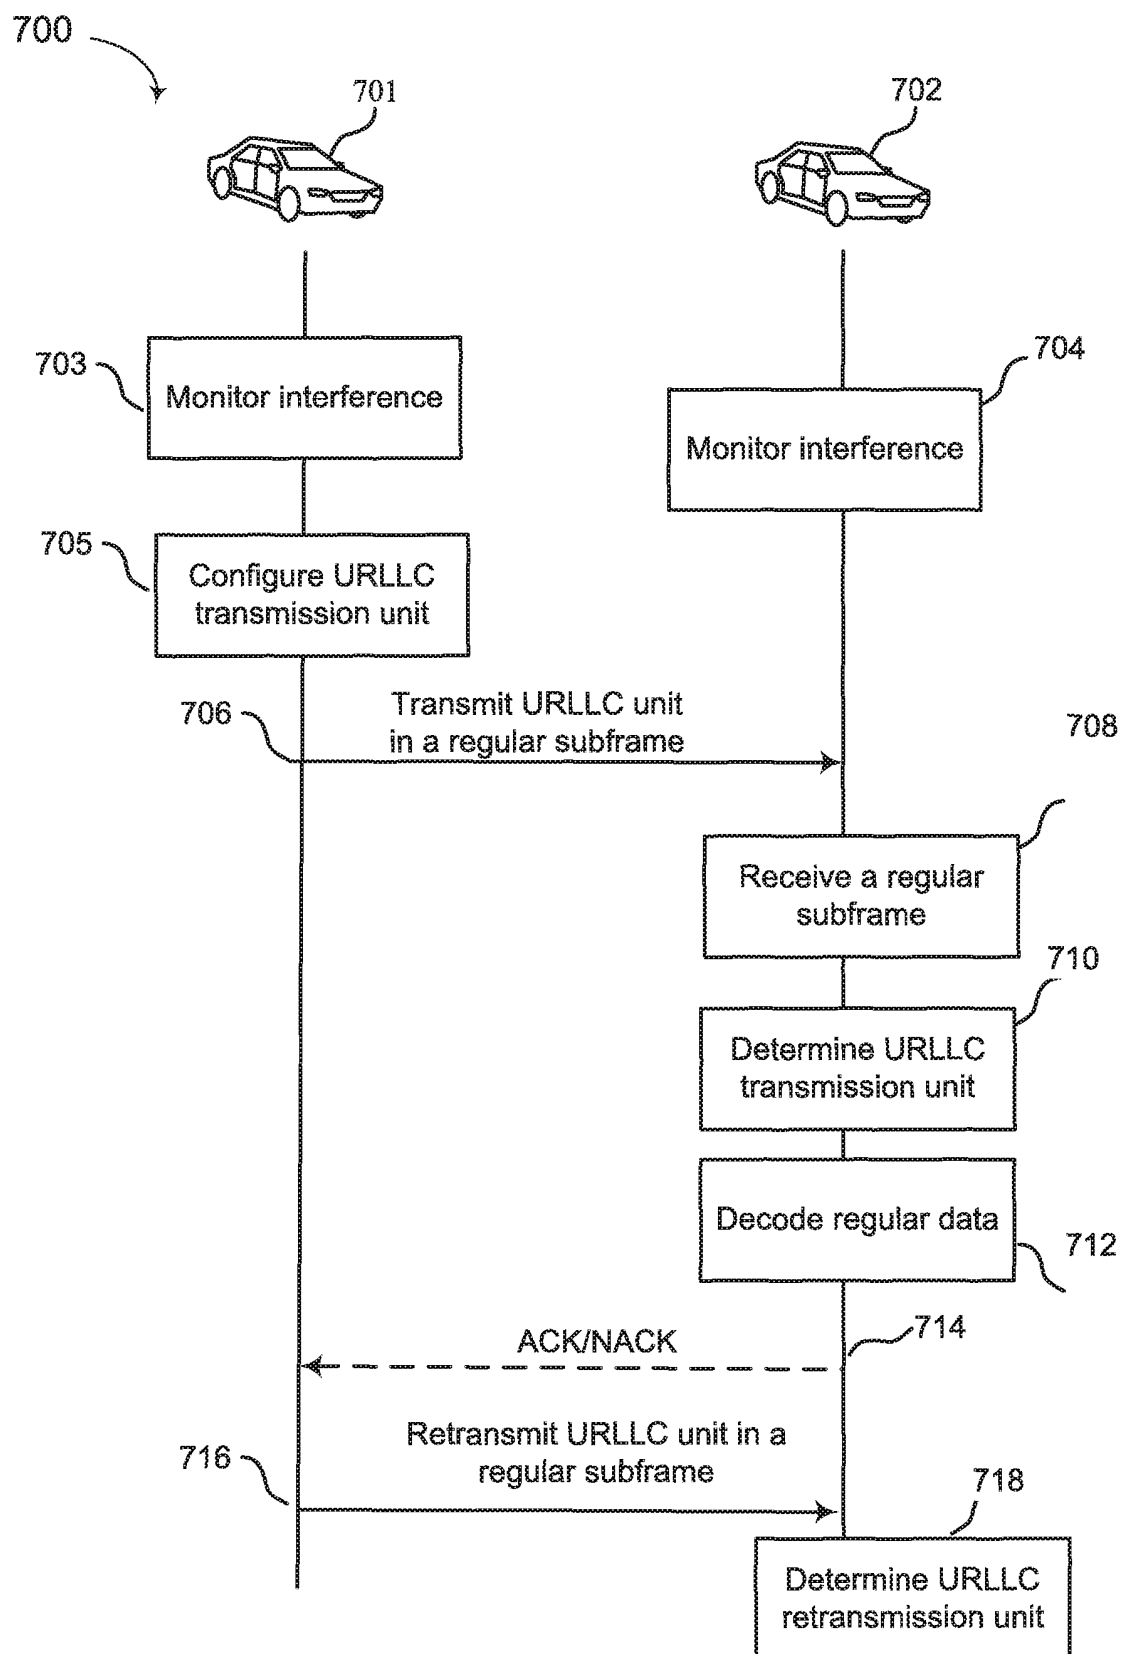 700
701
702
703
Monitor interference
704
Monitor interference
705
Configure URLLC
transmission unit
706
Transmit URLLC unit
in a regular subframe
708
Receive a regular
subframe
710
Determine URLLC
transmission unit
Decode regular data
712
714
ACK/NACK
716
Retransmit URLLC unit in a
regular subframe
718
Determine URLLC
retransmission unit